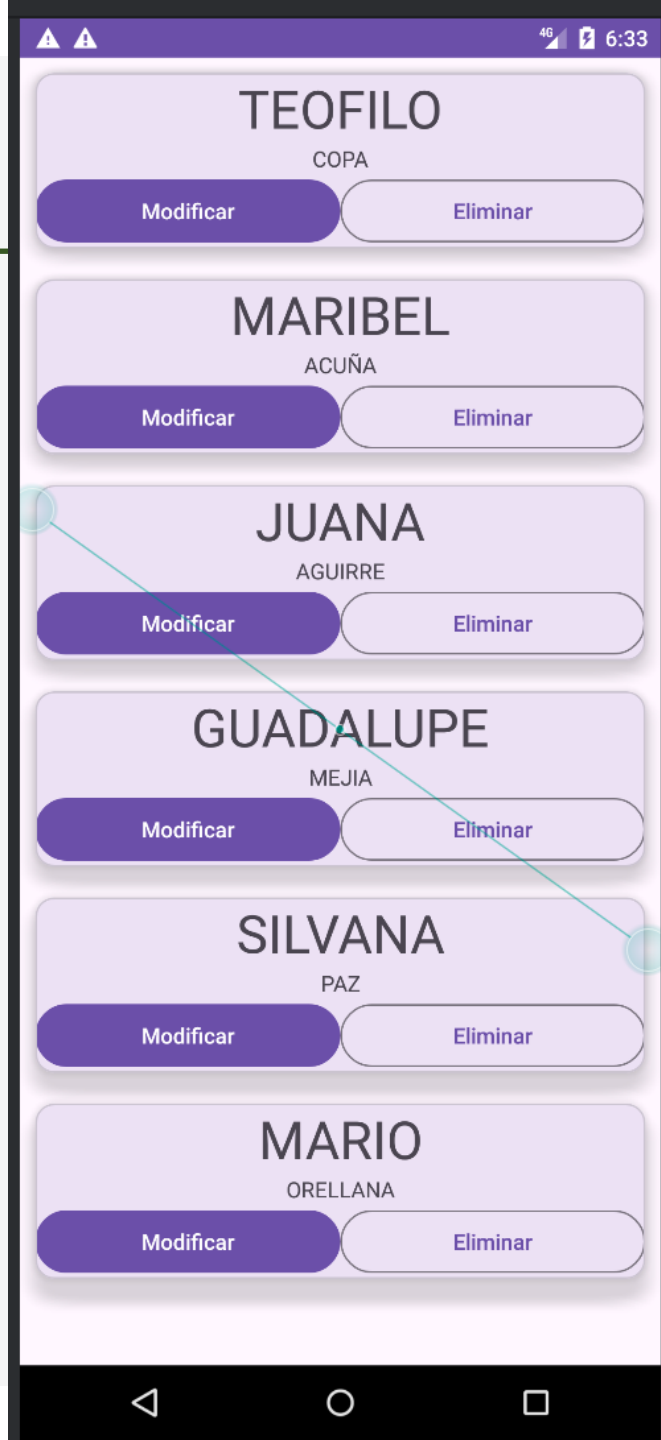 4G 6:33
TEOFILO
COPA
Modificar Eliminar
MARIBEL
ACUÑA
Modificar Eliminar
JUANA
AGUIRRE
Modificar Eliminar
GUADALUPE
MEJIA
Modificar Eliminar
SILVANA
PAZ
Modificar Eliminar
MARIO
ORELLANA
Modificar Eliminar